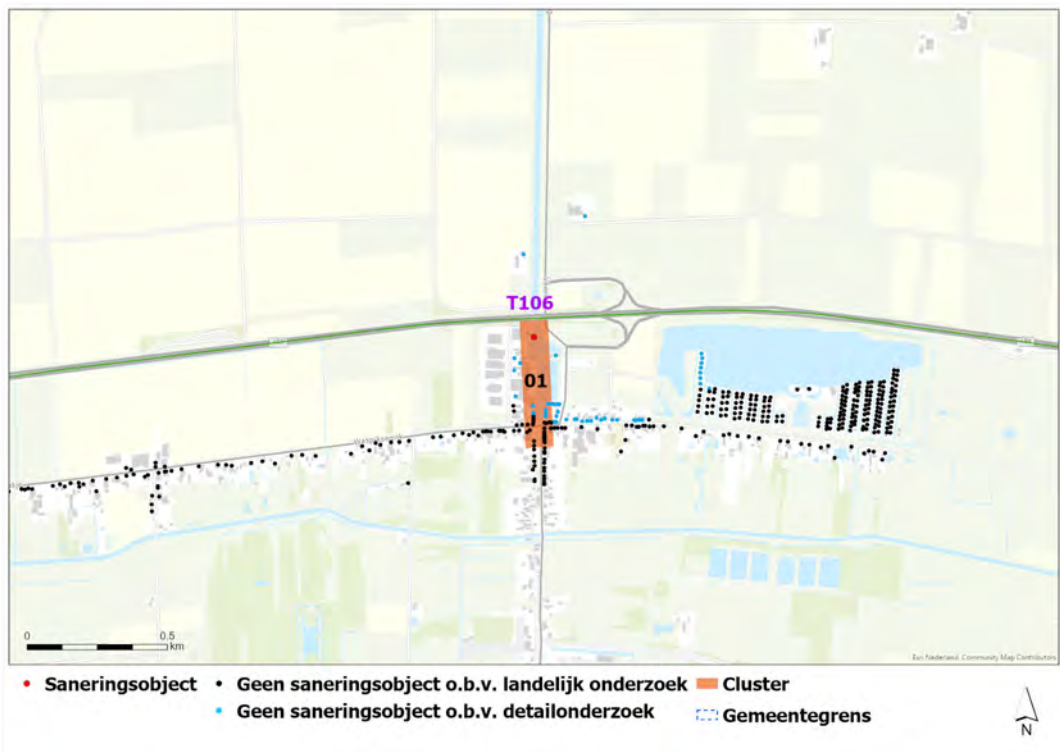 T106
01
0 0.5
km
Esri Nederland, Community Map Contributors
Saneringsobject
Geen saneringsobject o.b.v. landelijk onderzoek
Cluster
Geen saneringsobject o.b.v. detailonderzoek
Gemeentegrens
N